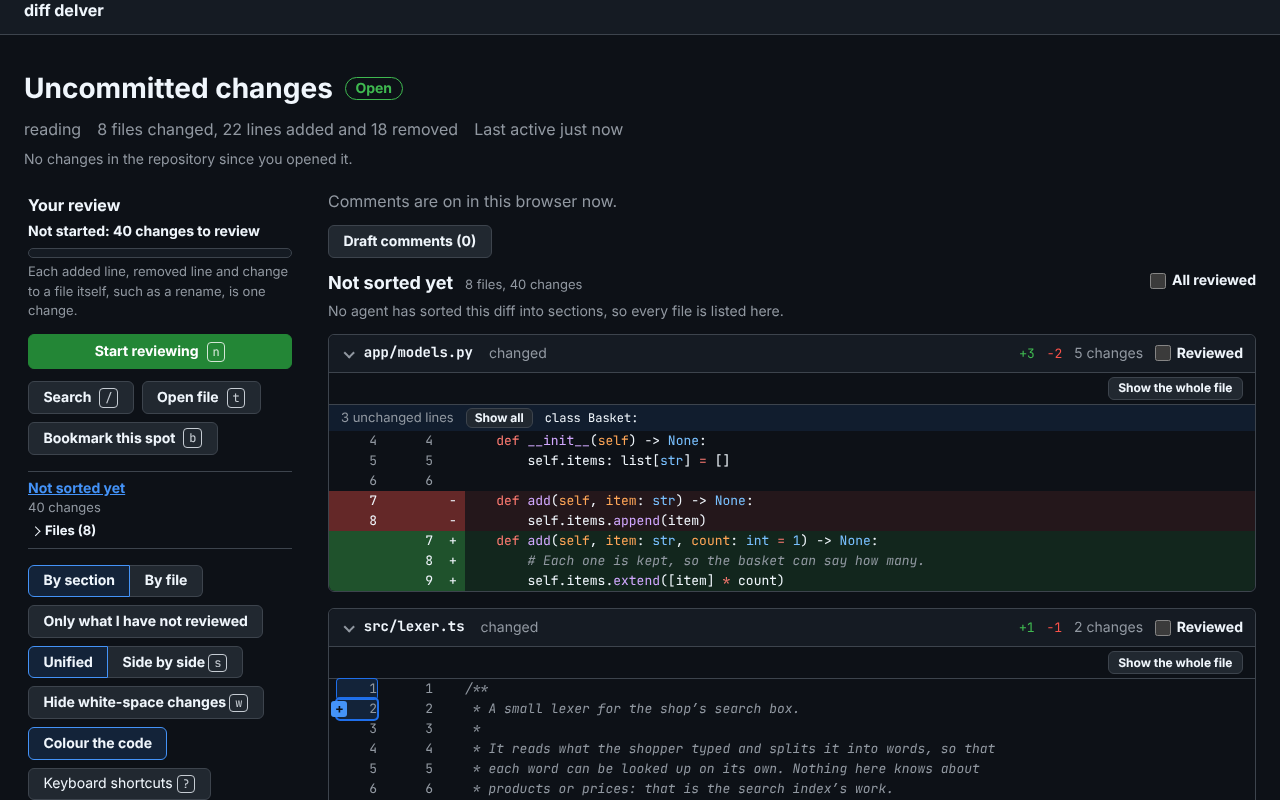 diff delver
Uncommitted changes Open
reading 8 files changed, 22 lines added and 18 removed Last active just now
No changes in the repository since you opened it.
Your review
Not started: 40 changes to review
Each added line, removed line and change
to a file itself, such as a rename, is one
change.
Start reviewing n
Search / Open file t
Bookmark this spot b
Not sorted yet
40 changes
Files (8)
By section By file
Only what I have not reviewed
Unified Side by side s
Hide white-space changes w
Colour the code
Keyboard shortcuts ?
Comments are on in this browser now.
Draft comments (0)
Not sorted yet 8 files, 40 changes All reviewed
No agent has sorted this diff into sections, so every file is listed here.
app/models.py changed +3 -2 5 changes Reviewed
Show the whole file
3 unchanged lines Show all class Basket:
4 4 def __init__(self) -> None:
5 5 self.items: list[str] = []
6 6
7 - def add(self, item: str) -> None:
8 - self.items.append(item)
7 + def add(self, item: str, count: int = 1) -> None:
8 + # Each one is kept, so the basket can say how many.
9 + self.items.extend([item] * count)
src/lexer.ts changed +1 -1 2 changes Reviewed
Show the whole file
1 1 /**
+ 2 2 * A small lexer for the shop’s search box.
3 3 *
4 4 * It reads what the shopper typed and splits it into words, so that
5 5 * each word can be looked up on its own. Nothing here knows about
6 6 * products or prices: that is the search index’s work.